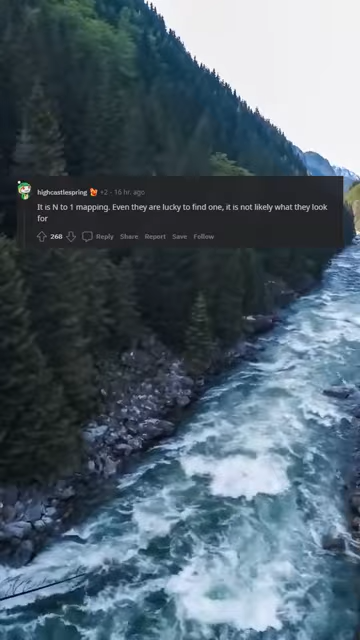 highcastlespring +2 · 16 hr. ago
It is N to 1 mapping. Even they are lucky to find one, it is not likely what they look
for
268 Reply Share Report Save Follow